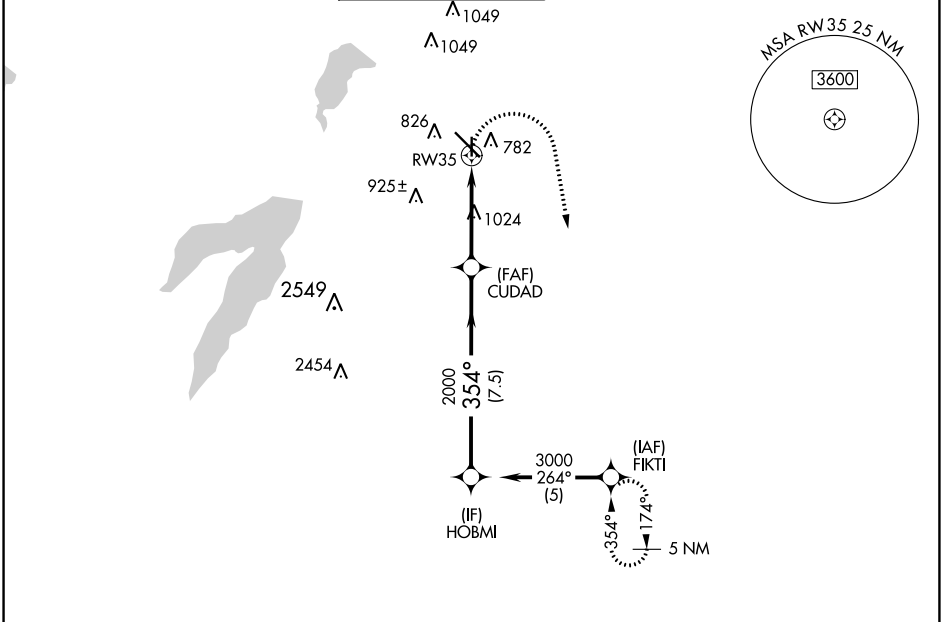 1049
1049
MSA RW35 25 NM
3600
826
782
RW35
925±
1024
(FAF)
CUDAD
2549
2454
2000
354°
(7.5)
(IAF)
FIKTI
3000
264°
(5)
(IF)
HOBMI
354°
174°
5 NM